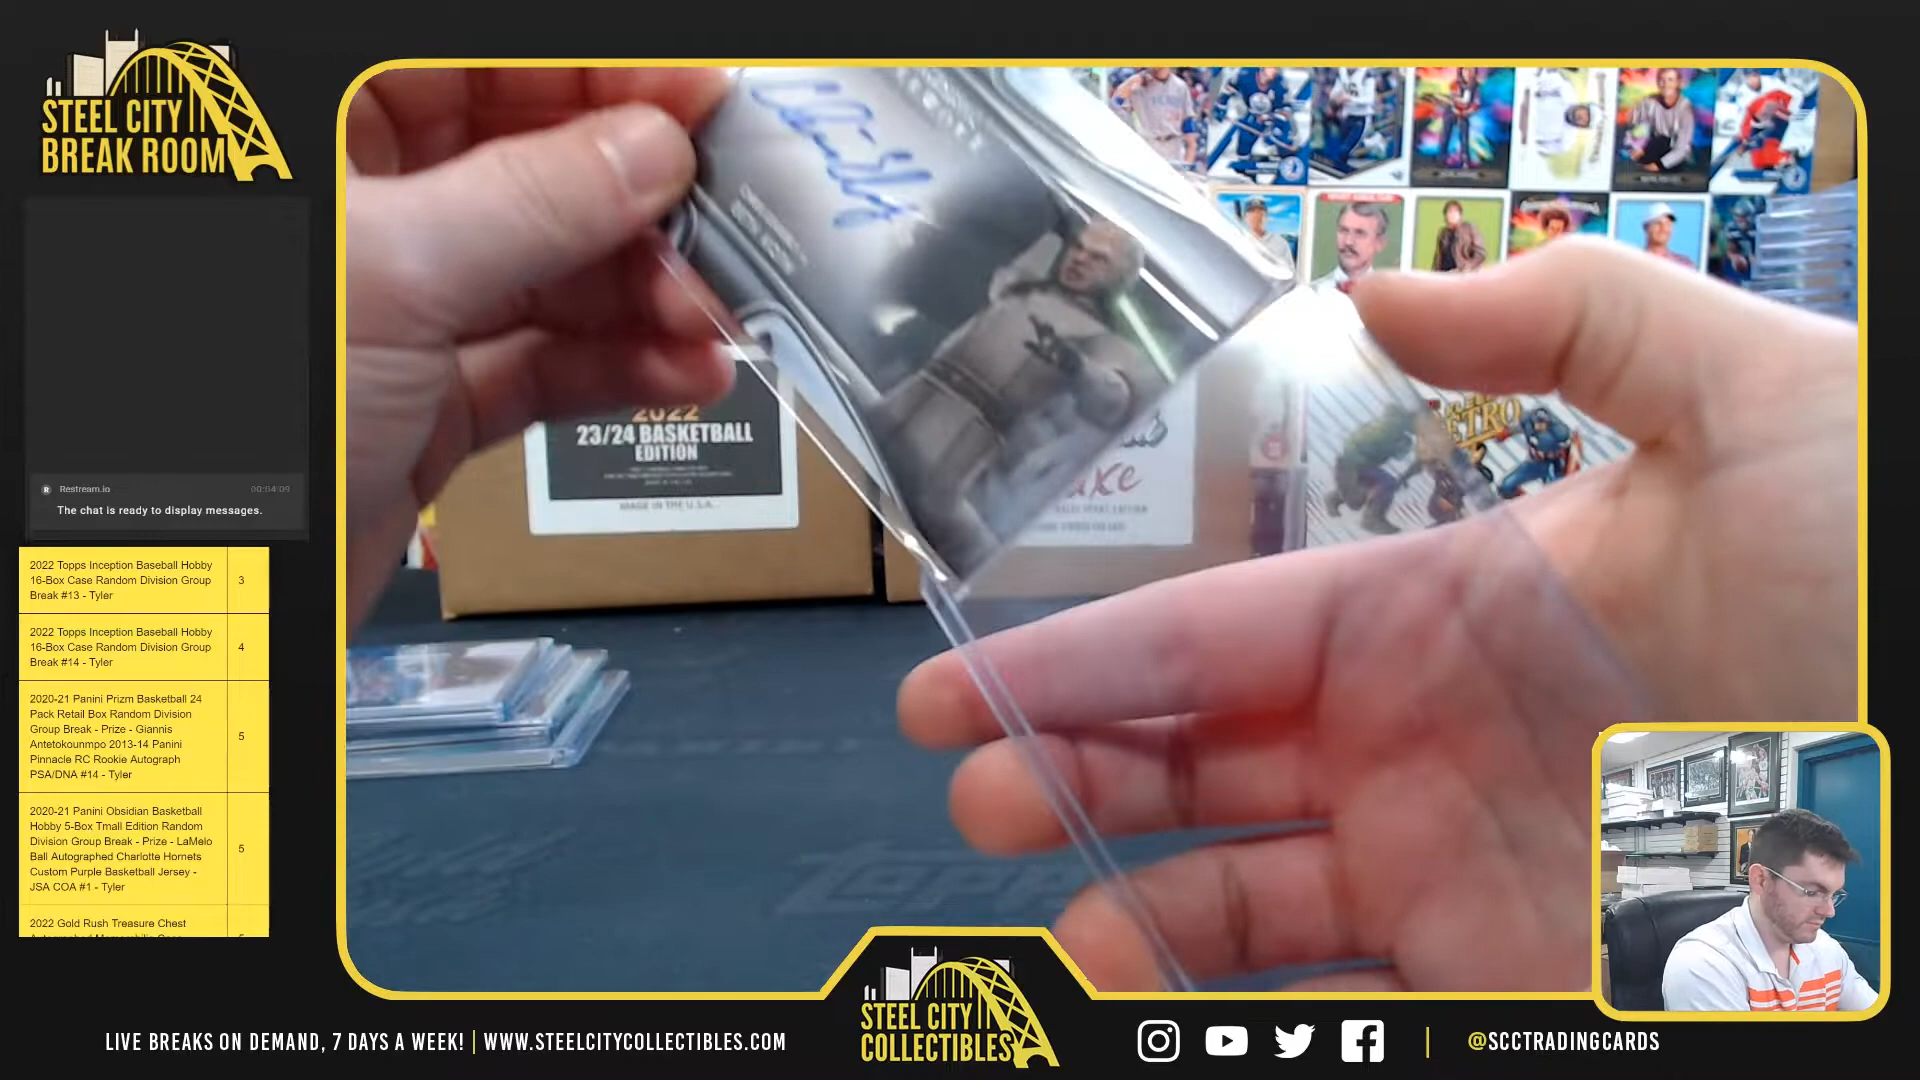 STEEL CITY
BREAK ROOM
Restream.io
00:54:09
The chat is ready to display messages.
2022 Topps Inception Baseball Hobby
16-Box Case Random Division Group
Break #13 - Tyler
3
2022 Topps Inception Baseball Hobby
16-Box Case Random Division Group
Break #14 - Tyler
4
2020-21 Panini Prizm Basketball 24
Pack Retail Box Random Division
Group Break - Prize - Giannis
Antetokounmpo 2013-14 Panini
Pinnacle RC Rookie Autograph
PSA/DNA #14 - Tyler
5
2020-21 Panini Obsidian Basketball
Hobby 5-Box Tmall Edition Random
Division Group Break - Prize - LaMelo
Ball Autographed Charlotte Hornets
Custom Purple Basketball Jersey -
JSA COA #1 - Tyler
5
2022 Gold Rush Treasure Chest
2022
23/24 BASKETBALL
EDITION
MADE IN THE U.S.A.
RETRO
STEEL CITY
COLLECTIBLES
LIVE BREAKS ON DEMAND, 7 DAYS A WEEK! | WWW.STEELCITYCOLLECTIBLES.COM
@SCCTRADINGCARDS